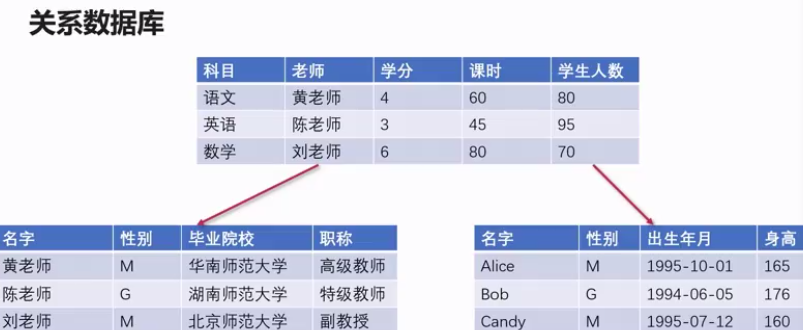 关系数据库
科目 老师 学分 课时 学生人数
语文 黄老师 4 60 80
英语 陈老师 3 45 95
数学 刘老师 6 80 70
名字 性别 毕业院校 职称
黄老师 M 华南师范大学 高级教师
陈老师 G 湖南师范大学 特级教师
刘老师 M 北京师范大学 副教授
名字 性别 出生年月 身高
Alice M 1995-10-01 165
Bob G 1994-06-05 176
Candy M 1995-07-12 160